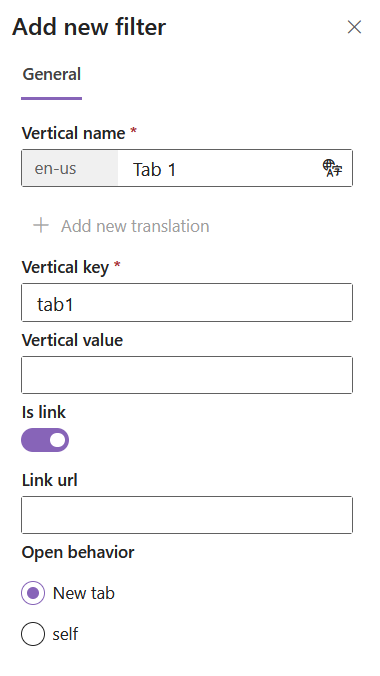 Add new filter
General
Vertical name *
en-us Tab 1
Add new translation
Vertical key *
tab1
Vertical value
Is link
Link url
Open behavior
New tab
self